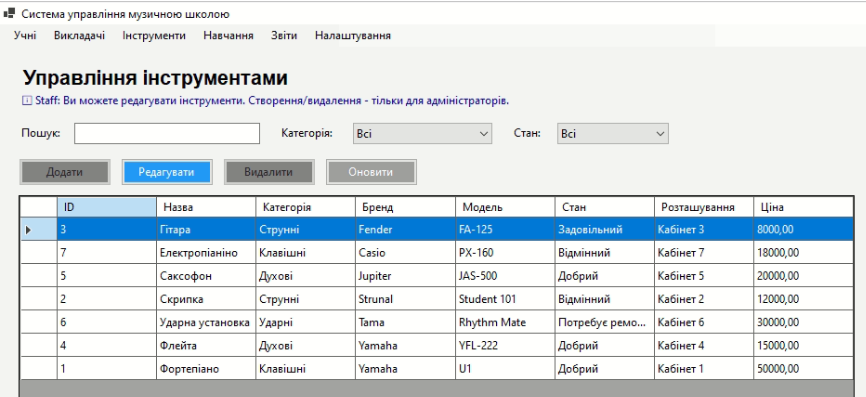 Система управління музичною школою
Учні Викладачі Інструменти Навчання Звіти Налаштування
Управління інструментами
Staff: Ви можете редагувати інструменти. Створення/видалення - тільки для адміністраторів.
Пошук: Категорія: Всі Стан: Всі
Додати Редагувати Видалити Оновити
ID Назва Категорія Бренд Модель Стан Розташування Ціна
3 Гітара Струнні Fender FA-125 Задовільний Кабінет 3 8000,00
7 Електропіаніно Клавішні Casio PX-160 Відмінний Кабінет 7 18000,00
5 Саксофон Духові Jupiter JAS-500 Добрий Кабінет 5 20000,00
2 Скрипка Струнні Strunal Student 101 Відмінний Кабінет 2 12000,00
6 Ударна установка Ударні Tama Rhythm Mate Потребує ремо... Кабінет 6 30000,00
4 Флейта Духові Yamaha YFL-222 Добрий Кабінет 4 15000,00
1 Фортепіано Клавішні Yamaha U1 Добрий Кабінет 1 50000,00